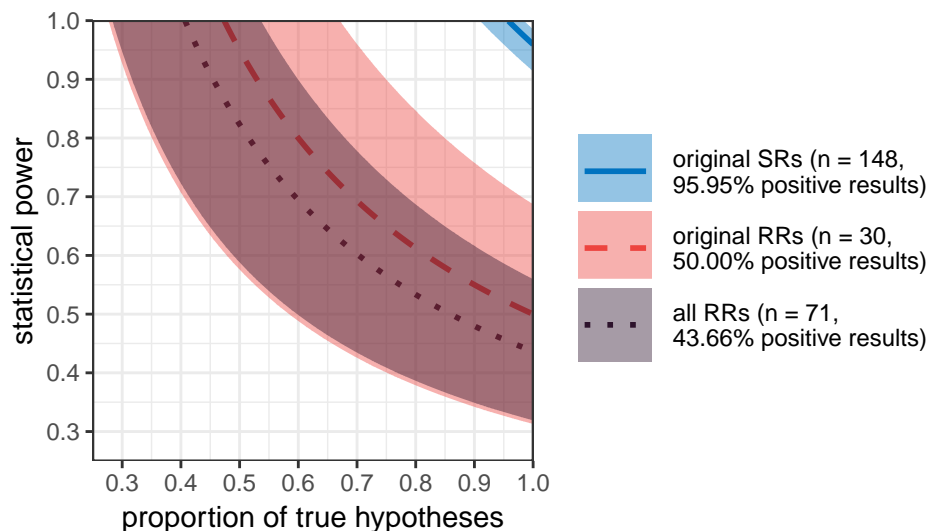 1.0
0.9
0.8
0.7
0.6
0.5
0.4
0.3
statistical power
0.3 0.4 0.5 0.6 0.7 0.8 0.9 1.0
proportion of true hypotheses
original SRs (n = 148,
95.95% positive results)
original RRs (n = 30,
50.00% positive results)
all RRs (n = 71,
43.66% positive results)